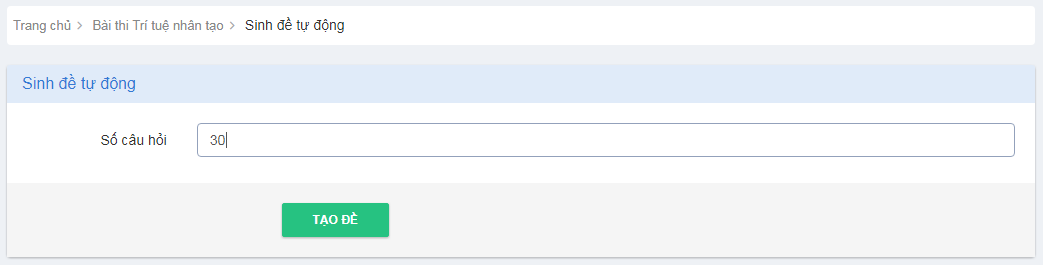 Trang chủ > Bài thi Trí tuệ nhân tạo > Sinh đề tự động
Sinh đề tự động
Số câu hỏi 30
TẠO ĐỀ